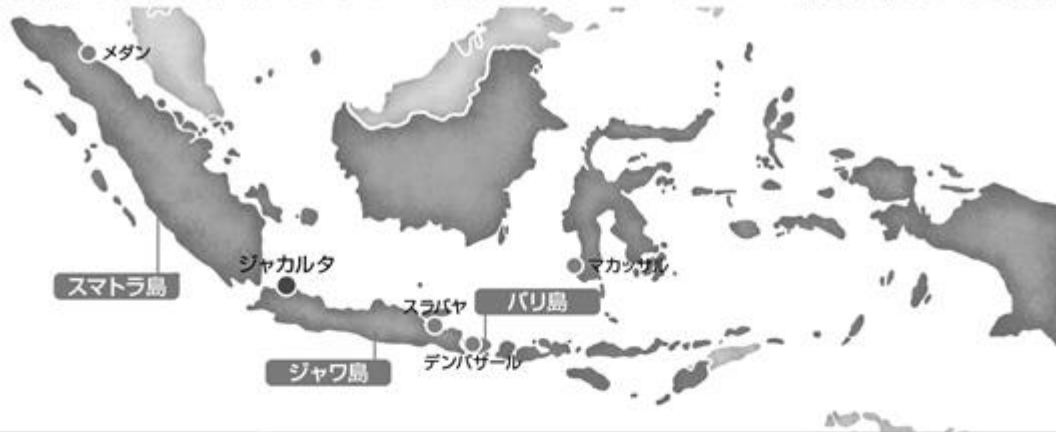 メダン
ジャカルタ
マカッサル
スマトラ島
スラバヤ
バリ島
デンパサール
ジャワ島